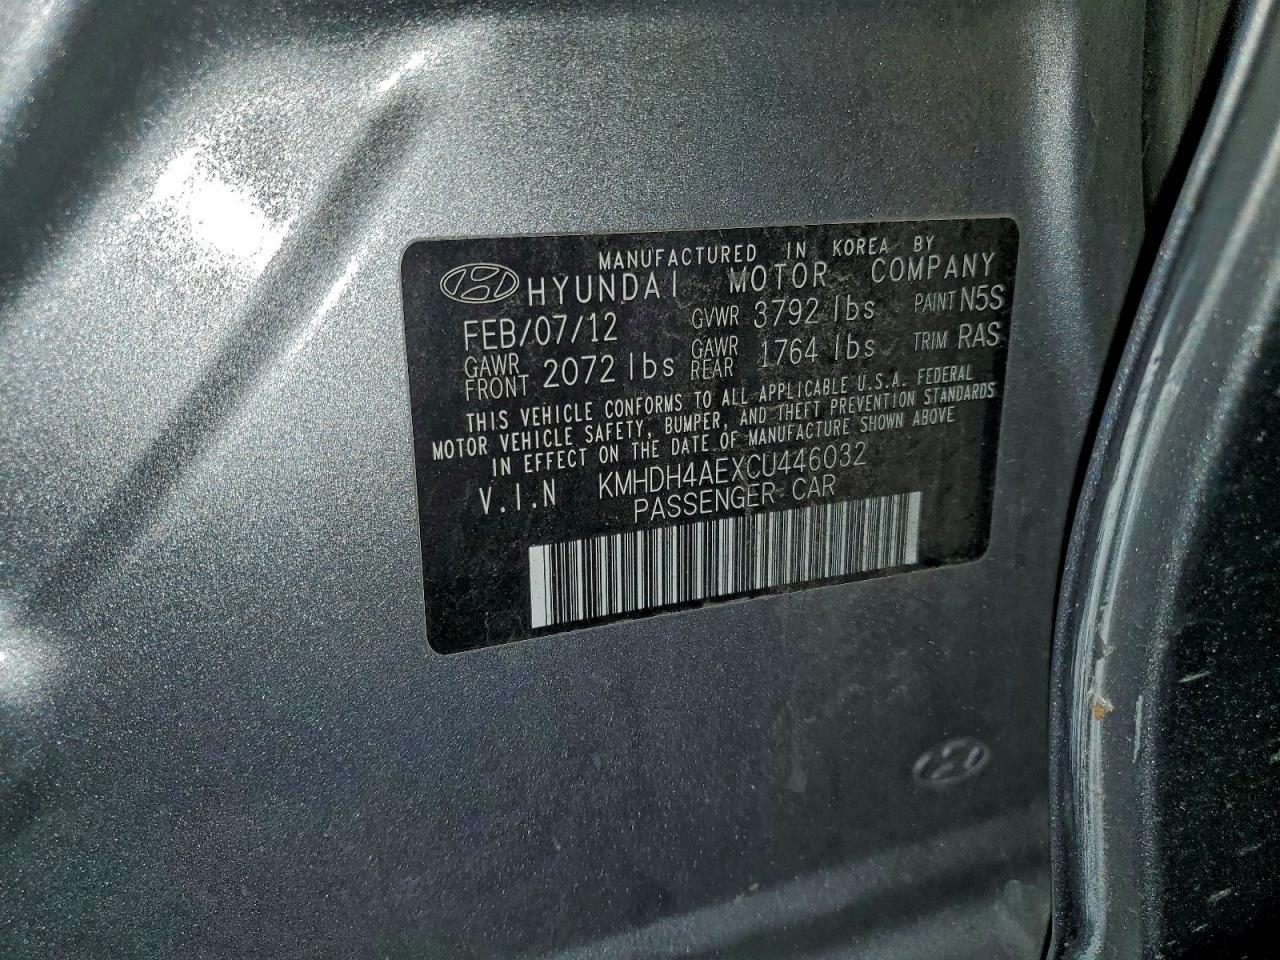 MANUFACTURED IN KOREA BY
HYUNDAI MOTOR COMPANY
FEB/07/12 GVWR 3792 lbs PAINT N5S
GAWR FRONT 2072 lbs GAWR REAR 1764 lbs TRIM RAS
THIS VEHICLE CONFORMS TO ALL APPLICABLE U.S.A. FEDERAL
MOTOR VEHICLE SAFETY, BUMPER, AND THEFT PREVENTION STANDARDS
IN EFFECT ON THE DATE OF MANUFACTURE SHOWN ABOVE
V.I.N KMHDH4AEXCU446032
PASSENGER CAR